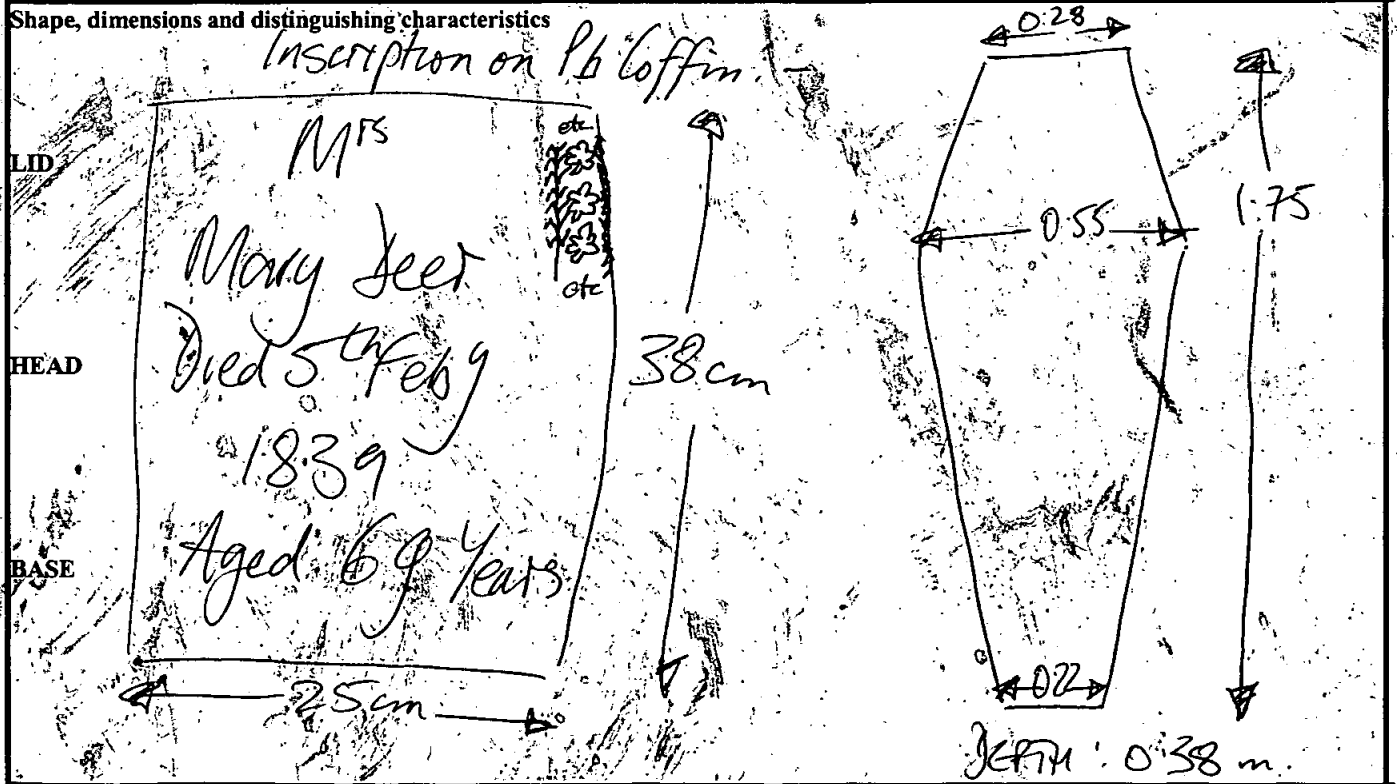 Shape, dimensions and distinguishing characteristics
Inscription on Pb Coffin.
LID
HEAD
BASE
Mrs
Mary Deer
Died 5th Feby
1839
Aged 69 Years
etc
etc
38cm
25cm
0.28
0.55
1.75
0.22
DEPTH : 0.38 m.